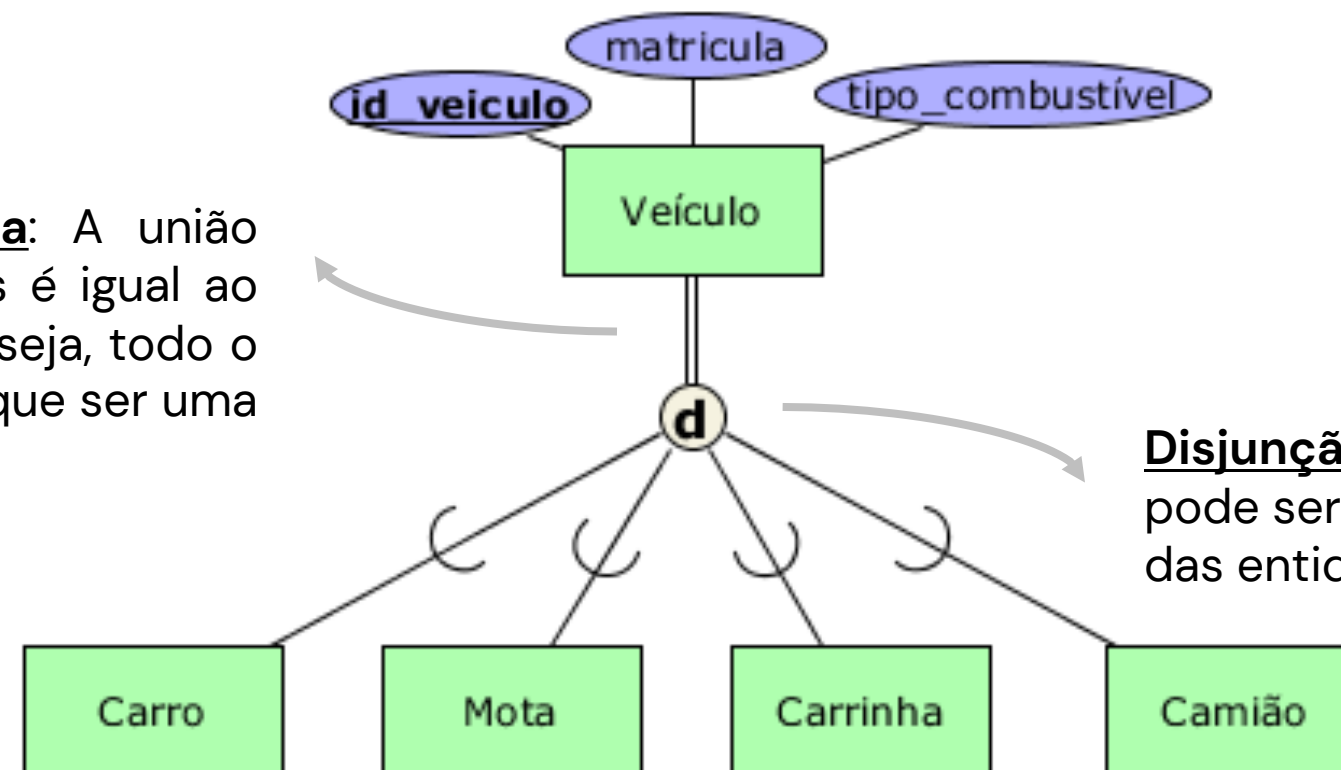 matricula
id_veiculo
tipo_combustível
Veículo
a: A união
s é igual ao
seja, todo o
que ser uma
d
Disjunçã
pode ser
das entid
Carro
Mota
Carrinha
Camião